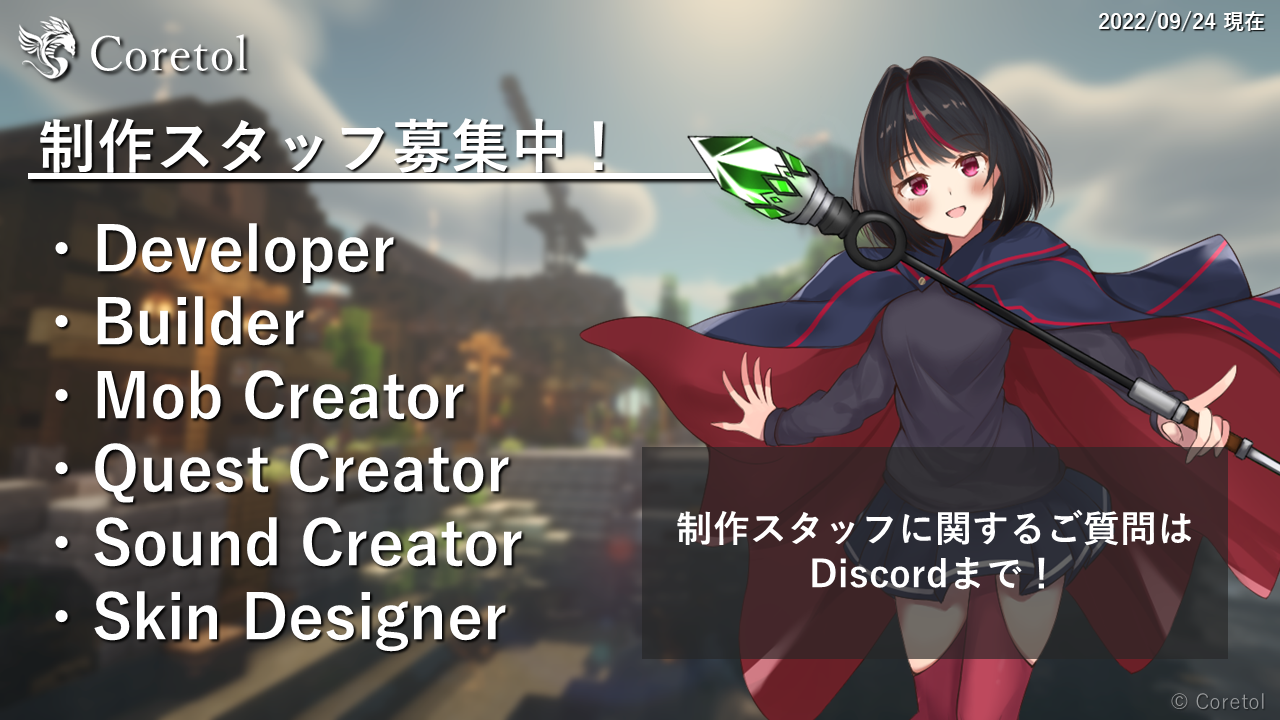 Coretol
2022/09/24 現在
制作スタッフ募集中！
・Developer
・Builder
・Mob Creator
・Quest Creator
・Sound Creator
・Skin Designer
制作スタッフに関するご質問は
Discordまで！
© Coretol